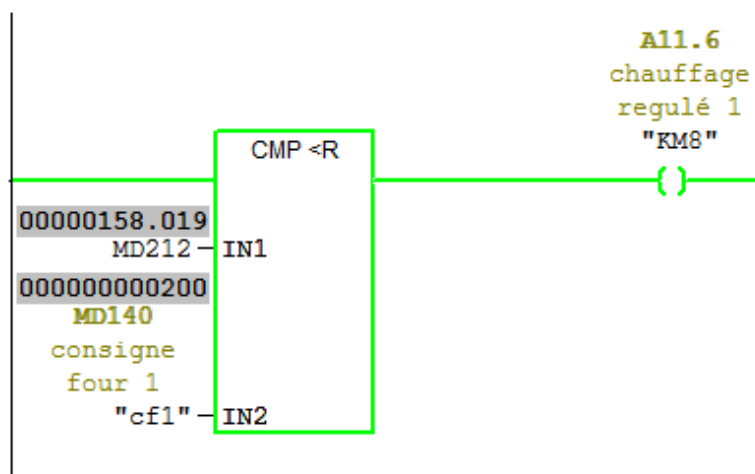 A11.6
chauffage
regulé 1
"KM8"
CMP <R
00000158.019
MD212
IN1
000000000200
MD140
consigne
four 1
"cf1"
IN2